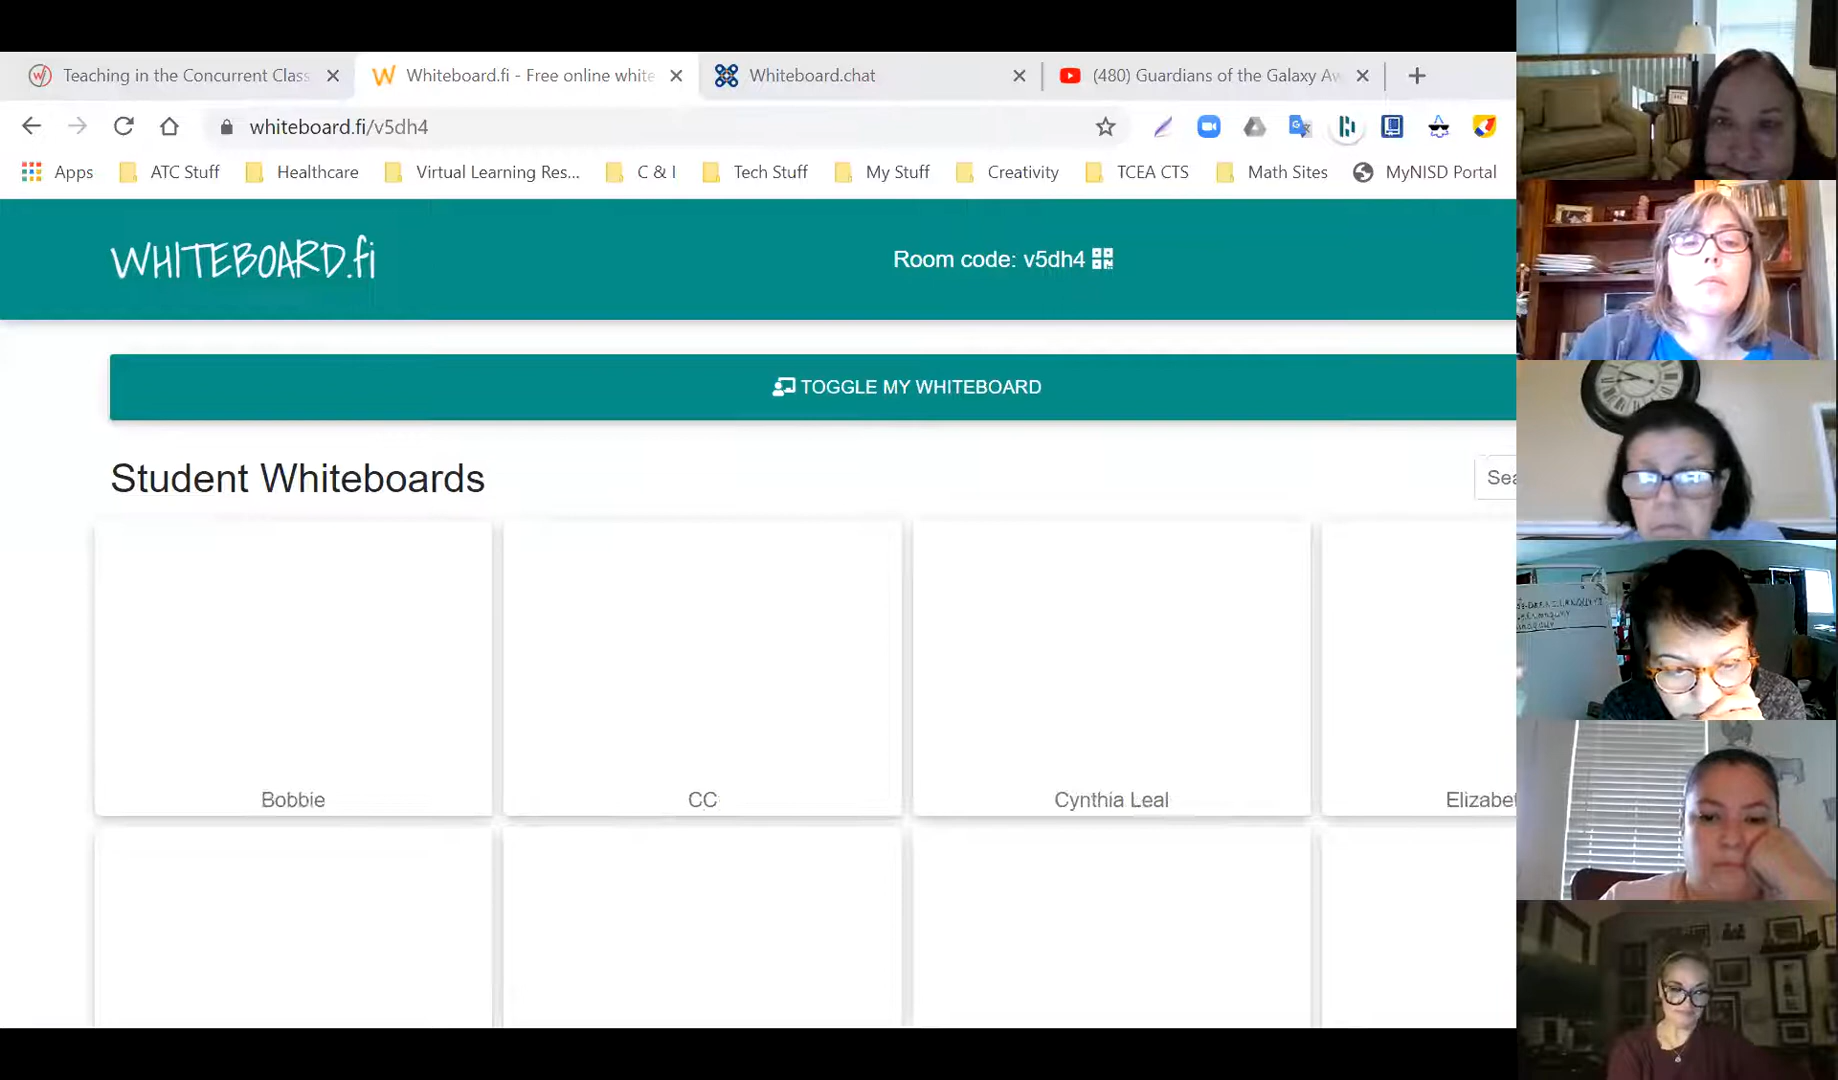 Teaching in the Concurrent Class
Whiteboard.fi - Free online white
Whiteboard.chat
(480) Guardians of the Galaxy Aw
whiteboard.fi/v5dh4
Apps
ATC Stuff
Healthcare
Virtual Learning Res...
C & I
Tech Stuff
My Stuff
Creativity
TCEA CTS
Math Sites
MyNISD Portal
WHITEBOARD.fi
Room code: v5dh4
TOGGLE MY WHITEBOARD
Student Whiteboards
Sea
Bobbie
CC
Cynthia Leal
Elizabet